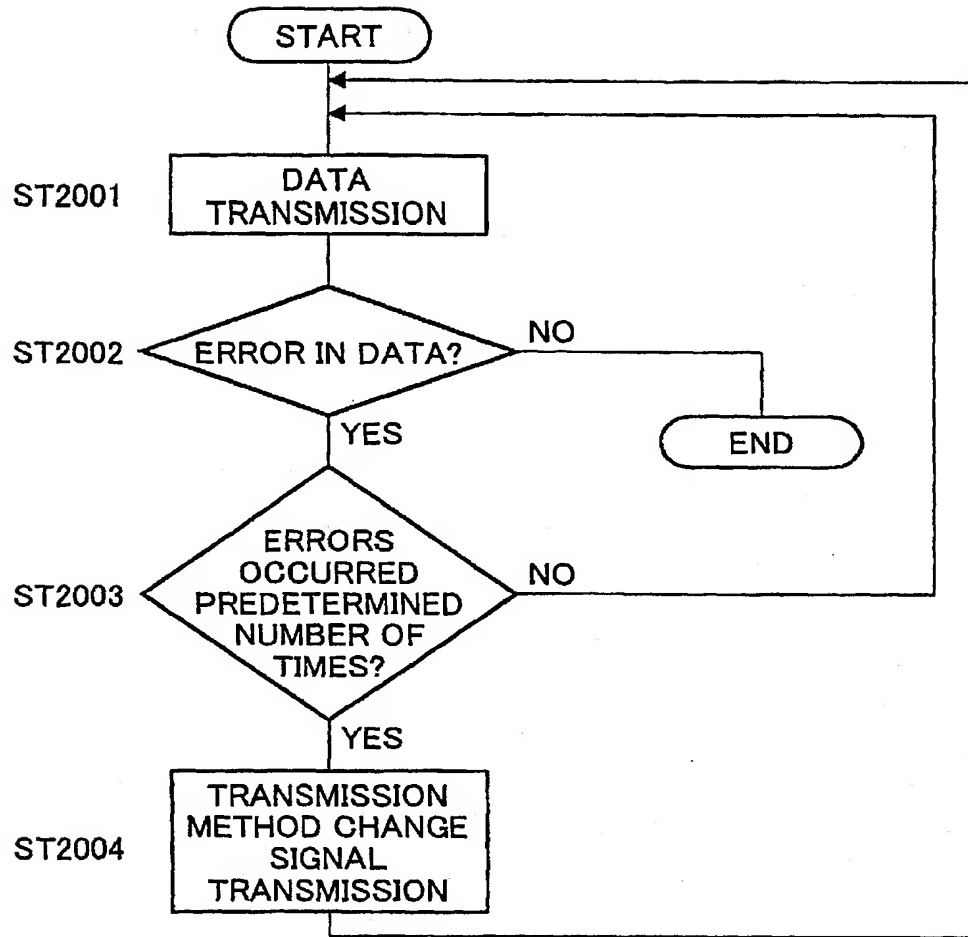 START
ST2001
DATA
TRANSMISSION
ST2002
ERROR IN DATA?
NO
YES
END
ST2003
ERRORS
OCCURRED
PREDETERMINED
NUMBER OF
TIMES?
NO
YES
ST2004
TRANSMISSION
METHOD CHANGE
SIGNAL
TRANSMISSION